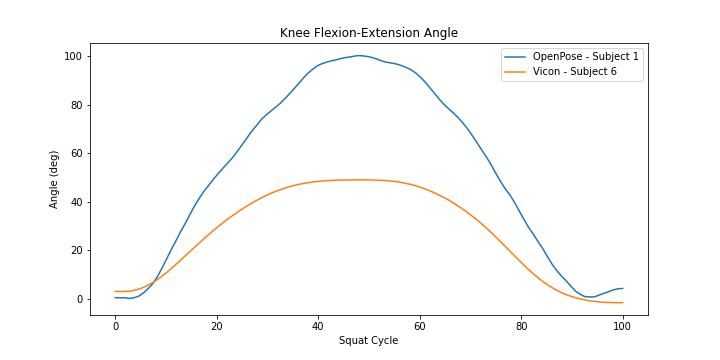 Knee Flexion-Extension Angle
OpenPose - Subject 1
Vicon - Subject 6
Angle (deg)
100
80
60
40
20
0
0 20 40 60 80 100
Squat Cycle